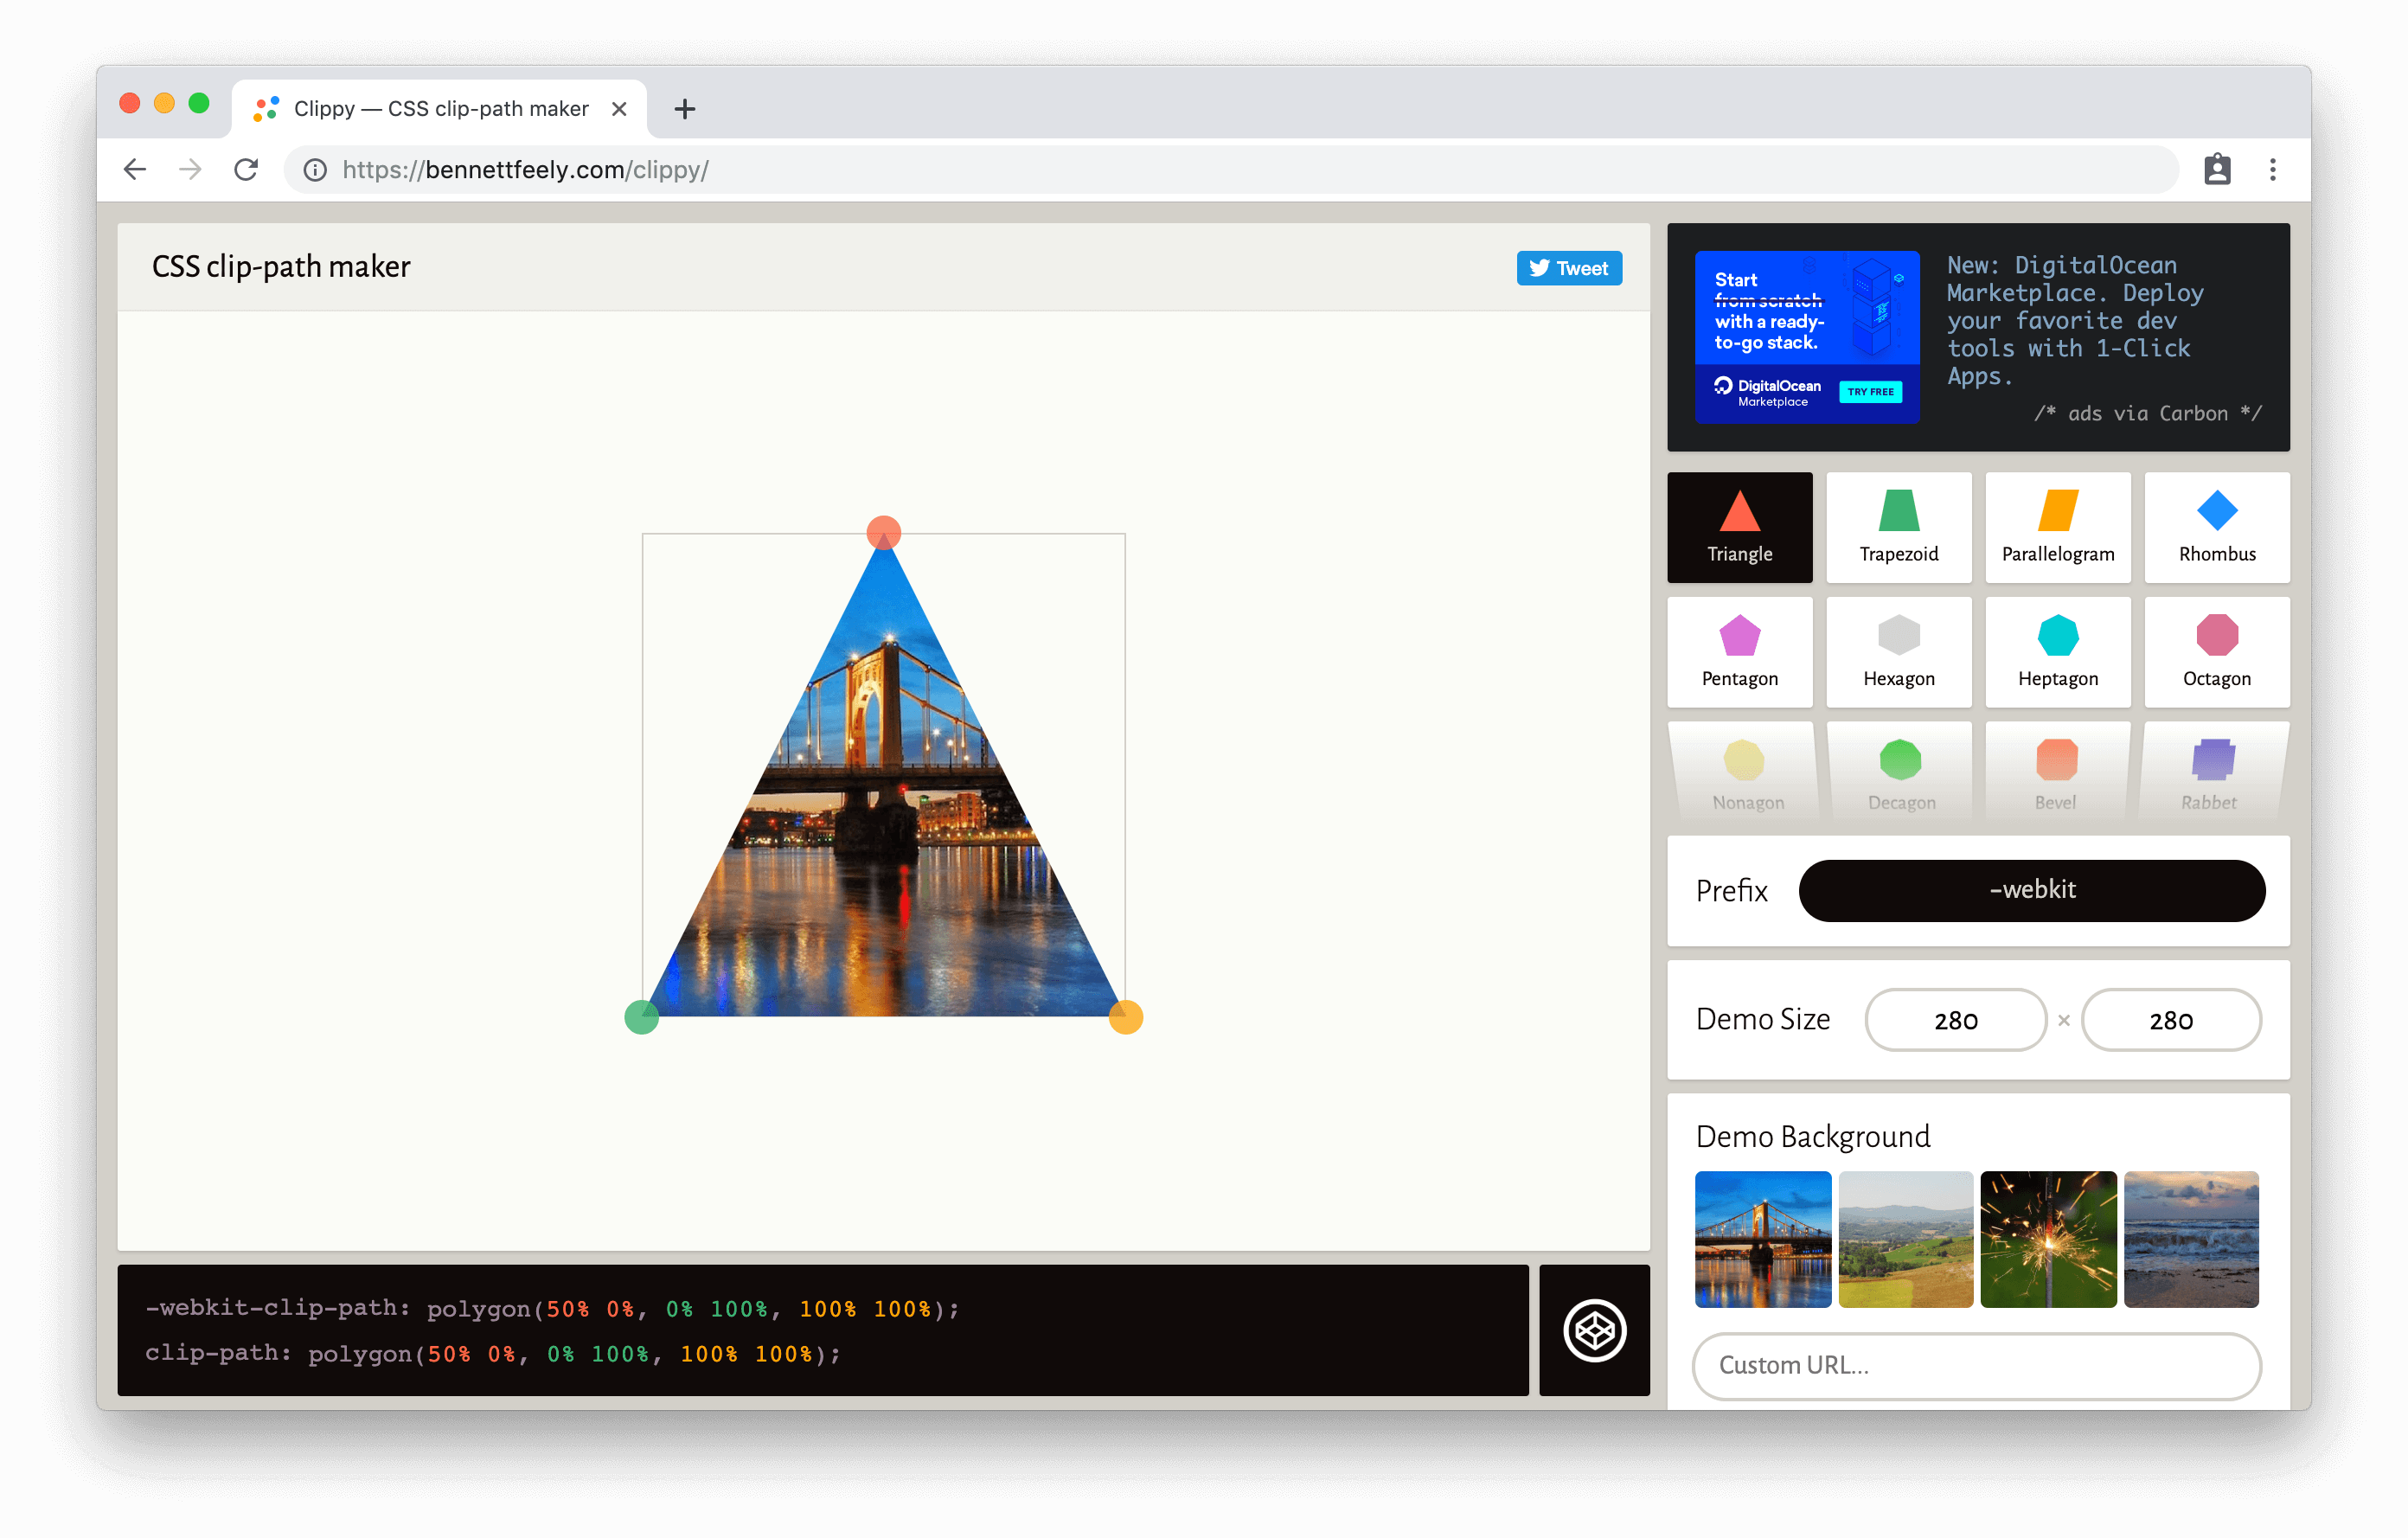 Clippy — CSS clip-path maker
https://bennettfeely.com/clippy/
CSS clip-path maker
Tweet
Start
from scratch
with a ready-
to-go stack.
DigitalOcean
Marketplace
TRY FREE
New: DigitalOcean
Marketplace. Deploy
your favorite dev
tools with 1-Click
Apps.
/* ads via Carbon */
Triangle
Trapezoid
Parallelogram
Rhombus
Pentagon
Hexagon
Heptagon
Octagon
Nonagon
Decagon
Bevel
Rabbet
Prefix
-webkit
Demo Size
280 × 280
Demo Background
Custom URL...
-webkit-clip-path: polygon(50% 0%, 0% 100%, 100% 100%);
clip-path: polygon(50% 0%, 0% 100%, 100% 100%);